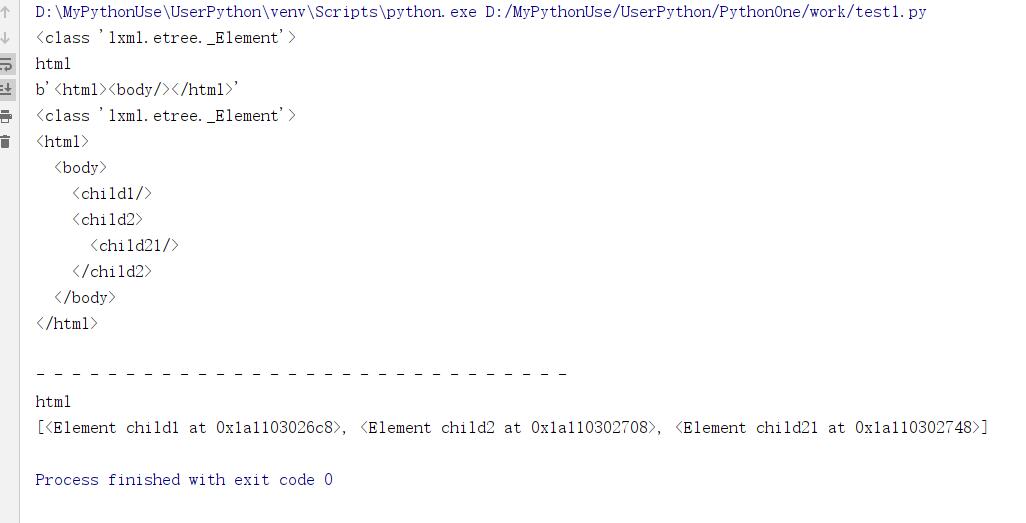 D:\MyPythonUse\UserPython\venv\Scripts\python.exe D:/MyPythonUse/UserPython/PythonOne/work/test1.py
<class 'lxml.etree._Element'>
html
b'<html><body/></html>'
<class 'lxml.etree._Element'>
<html>
  <body>
    <child1/>
    <child2>
      <child21/>
    </child2>
  </body>
</html>
- - - - - - - - - - - - - - - - - - - - - - - - - - - - - -
html
[<Element child1 at 0x1a1103026c8>, <Element child2 at 0x1a110302708>, <Element child21 at 0x1a110302748>]
Process finished with exit code 0